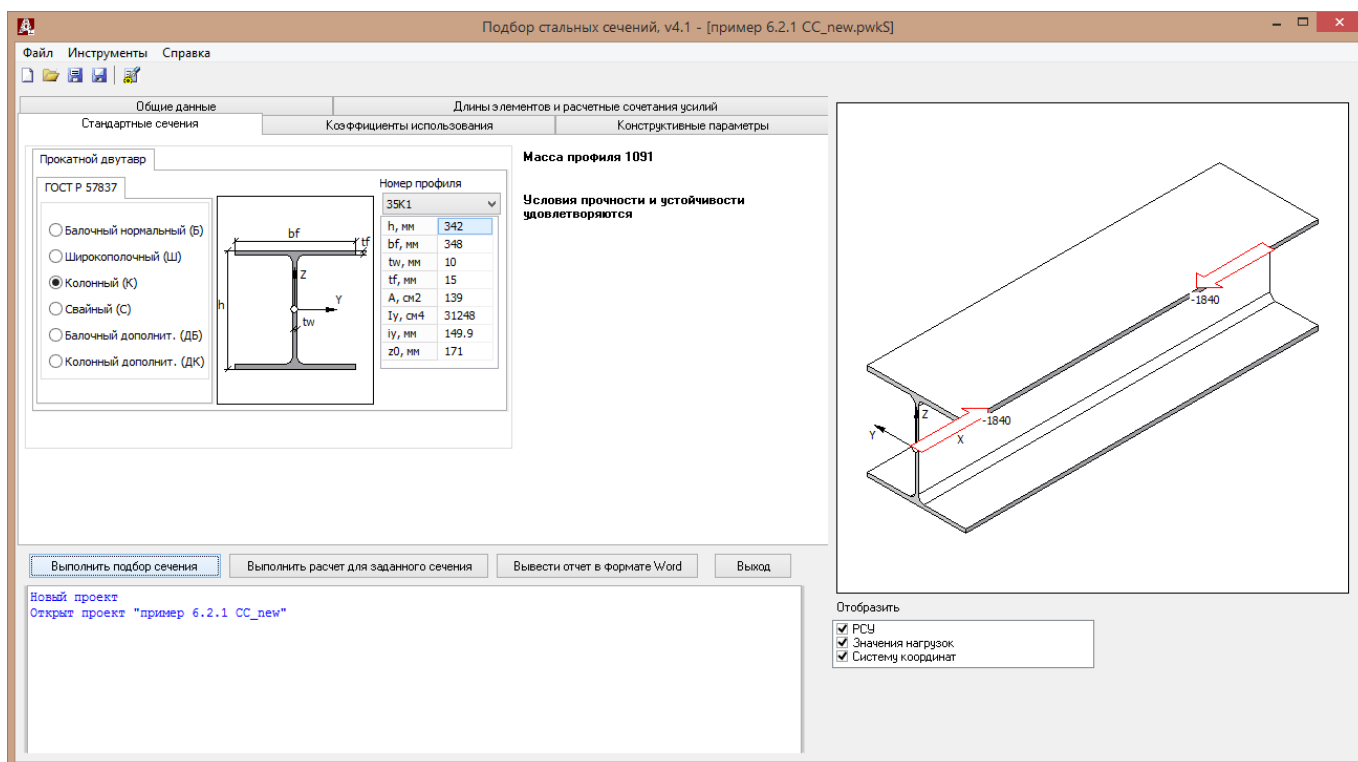 Подбор стальных сечений, v4.1 - [пример 6.2.1 CC_new.pwkS]
Файл Инструменты Справка
Общие данные
Длины элементов и расчетные сочетания усилий
Стандартные сечения
Коэффициенты использования
Конструктивные параметры
Прокатной двутавр
ГОСТ Р 57837
Балочный нормальный (Б)
Широкополочный (Ш)
Колонный (К)
Свайный (С)
Балочный дополнит. (ДБ)
Колонный дополнит. (ДК)
bf
tf
Z
Y
h
tw
Номер профиля
35К1
h, мм 342
bf, мм 348
tw, мм 10
tf, мм 15
A, см2 139
Iy, см4 31248
iy, мм 149.9
z0, мм 171
Масса профиля 1091
Условия прочности и устойчивости
удовлетворяются
-1840
Z
-1840
Y
X
Выполнить подбор сечения
Выполнить расчет для заданного сечения
Вывести отчет в формате Word
Выход
Новый проект
Открыт проект "пример 6.2.1 CC_new"
Отобразить
РСУ
Значения нагрузок
Систему координат